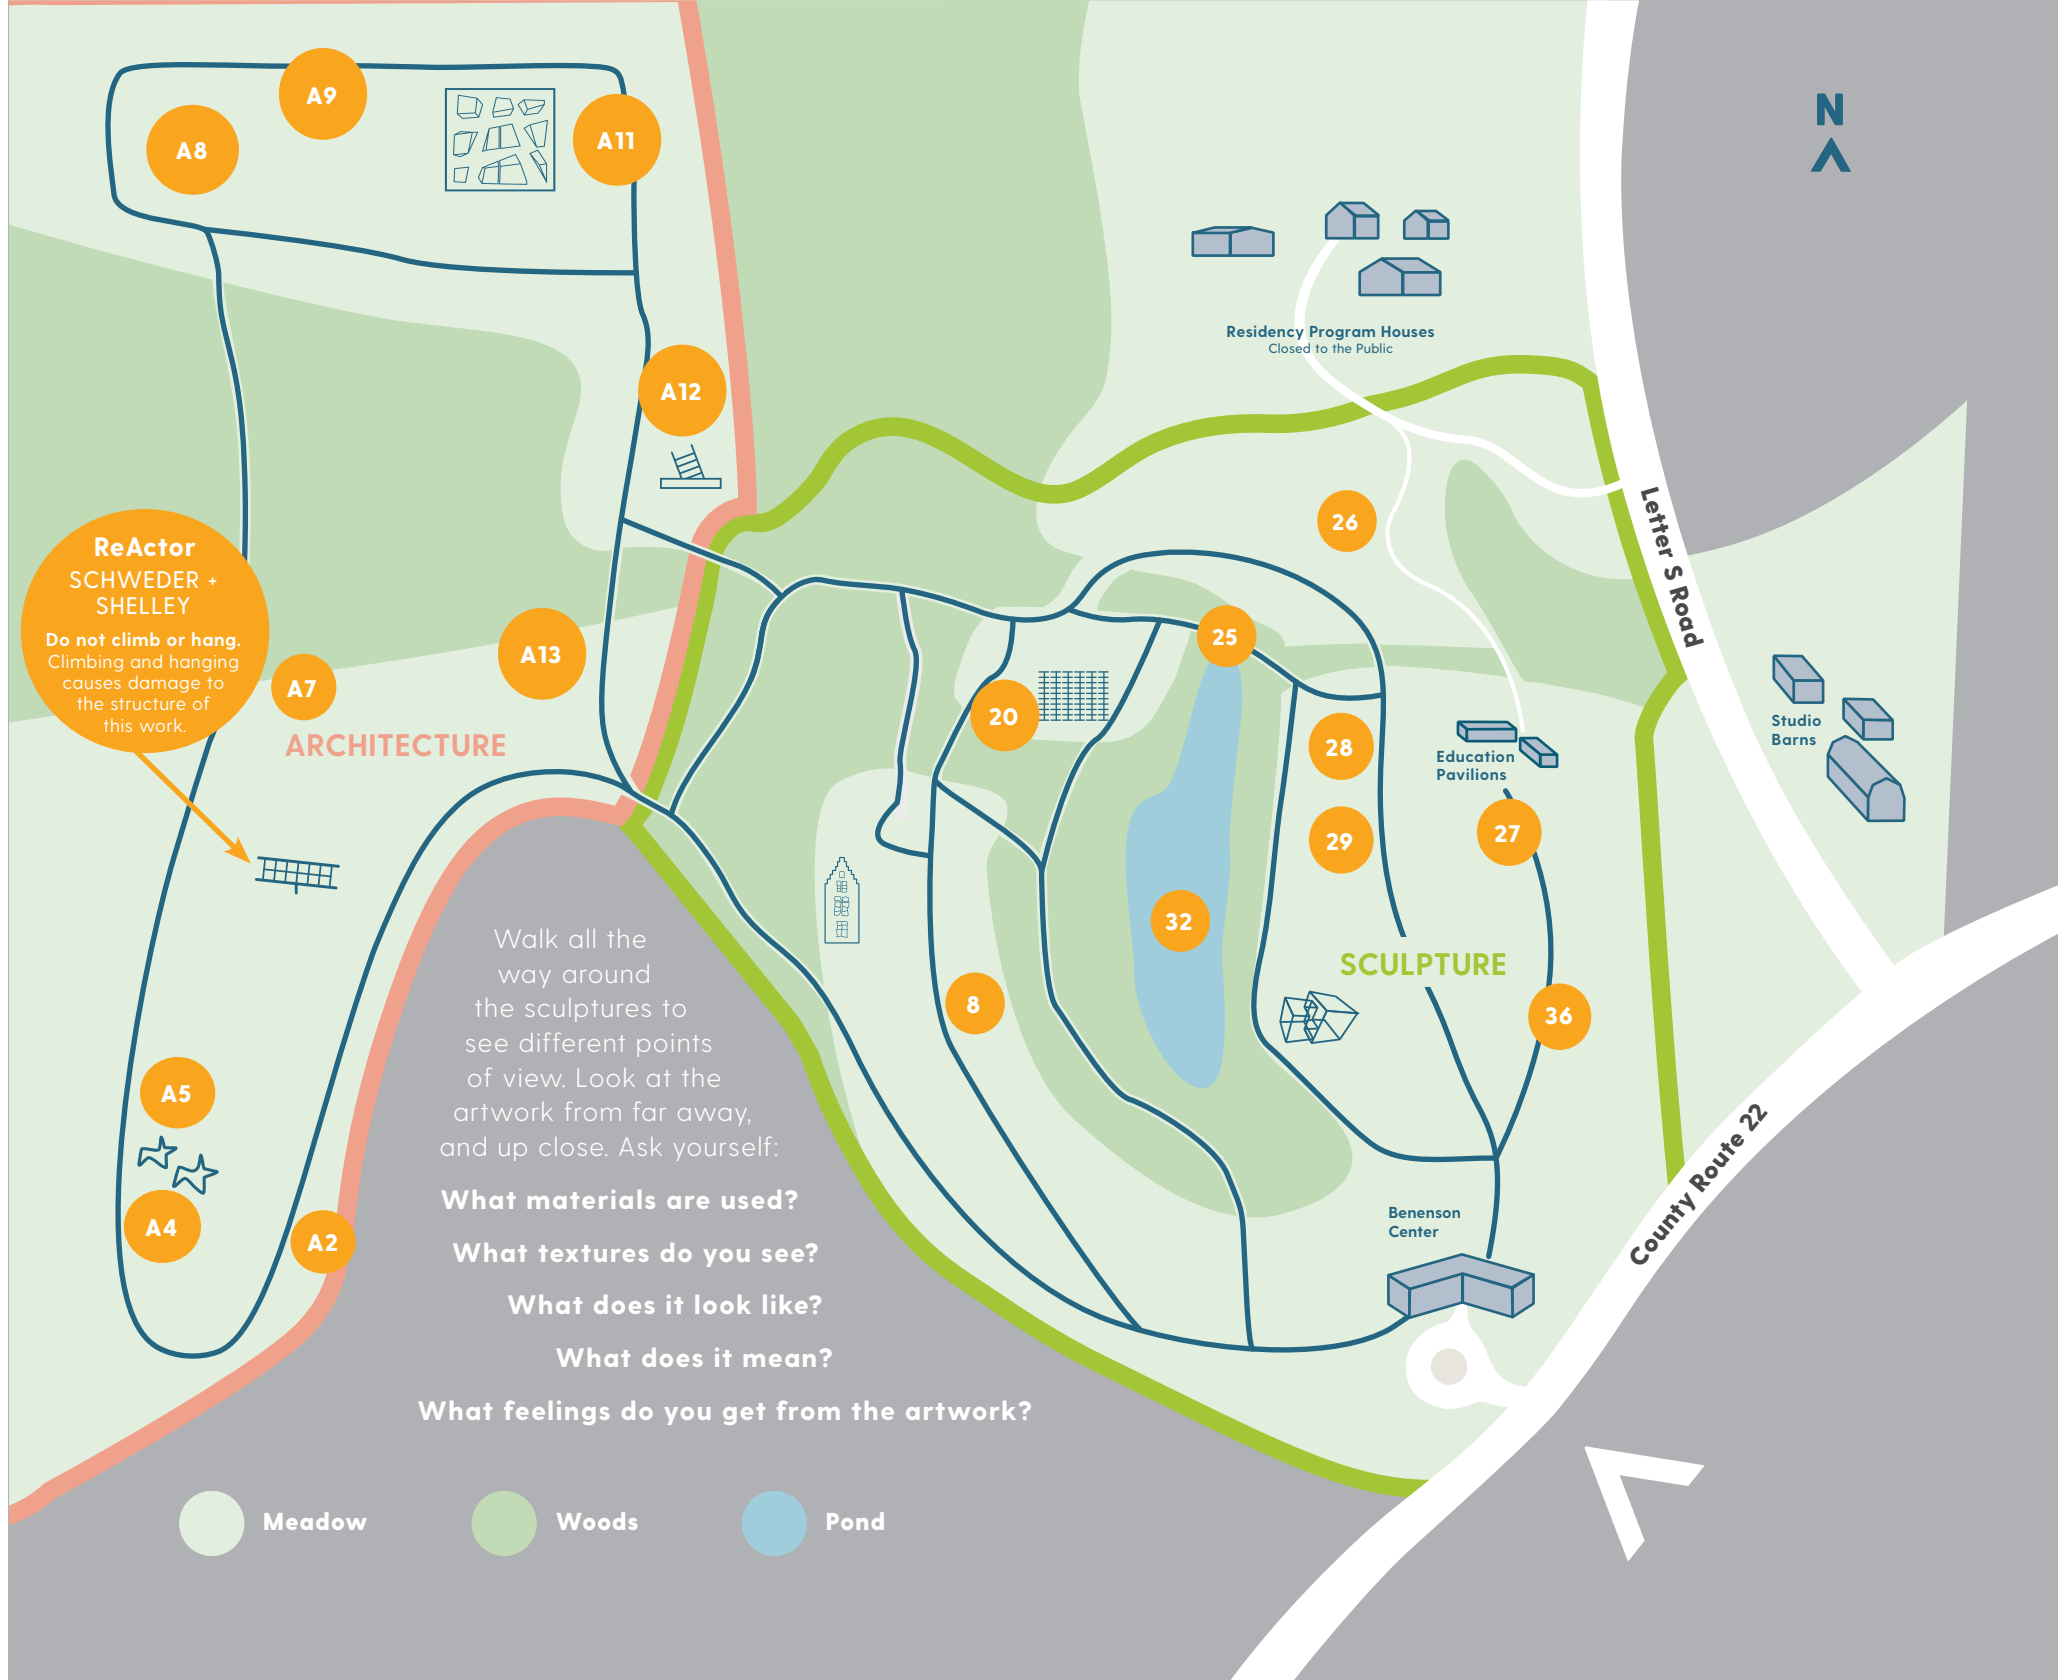 A9
A8
A11
N
A12
Residency Program Houses
Closed to the Public
26
Letter S Road
ReActor
SCHWEDER +
SHELLEY
Do not climb or hang.
Climbing and hanging
causes damage to
the structure of
this work.
A7
A13
ARCHITECTURE
25
20
28
29
Education
Pavilions
27
Studio
Barns
32
8
SCULPTURE
36
Walk all the
way around
the sculptures to
see different points
of view. Look at the
artwork from far away,
and up close. Ask yourself:
What materials are used?
What textures do you see?
What does it look like?
What does it mean?
What feelings do you get from the artwork?
A5
A4
A2
Benenson
Center
County Route 22
Meadow
Woods
Pond